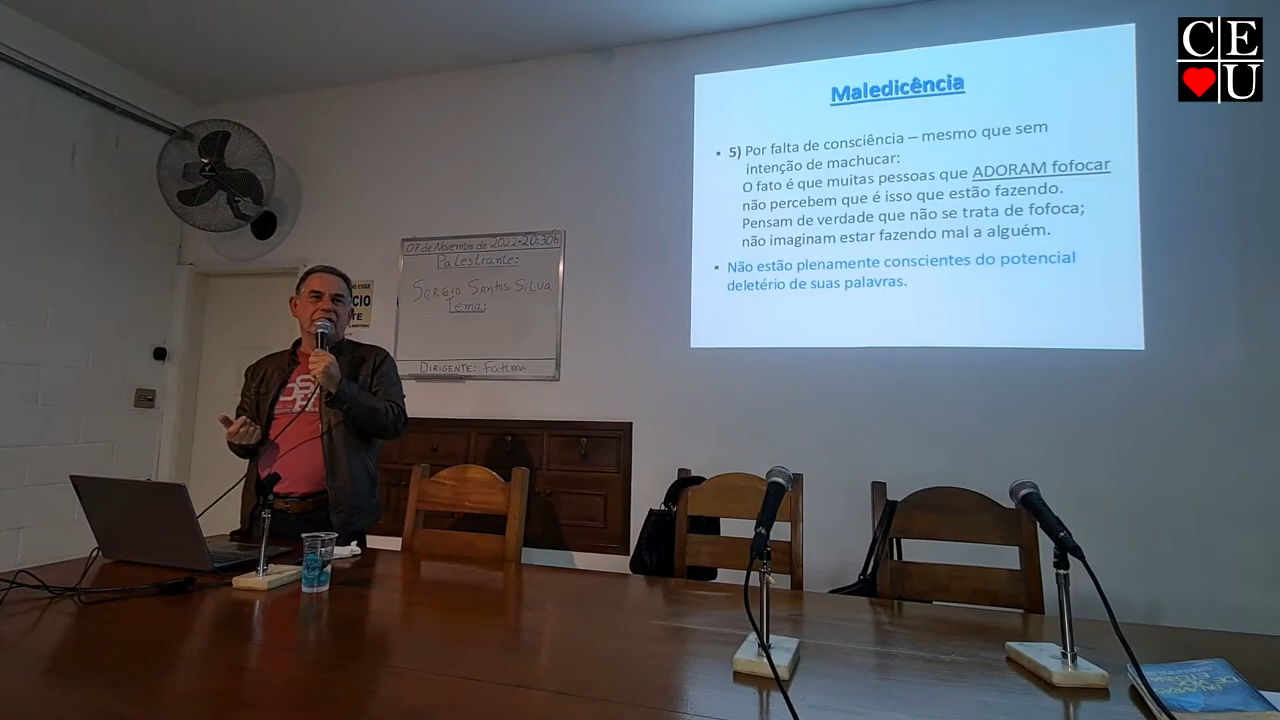 CE
U
Maledicência
▪ 5) Por falta de consciência – mesmo que sem
intenção de machucar:
O fato é que muitas pessoas que ADORAM fofocar
não percebem que é isso que estão fazendo.
Pensam de verdade que não se trata de fofoca;
não imaginam estar fazendo mal a alguém.
▪ Não estão plenamente conscientes do potencial
deletério de suas palavras.
07 de Novembro de 2022-20:30h
Palestrante:
Sergio Santos Silva
Tema:
DIRIGENTE: Fátima